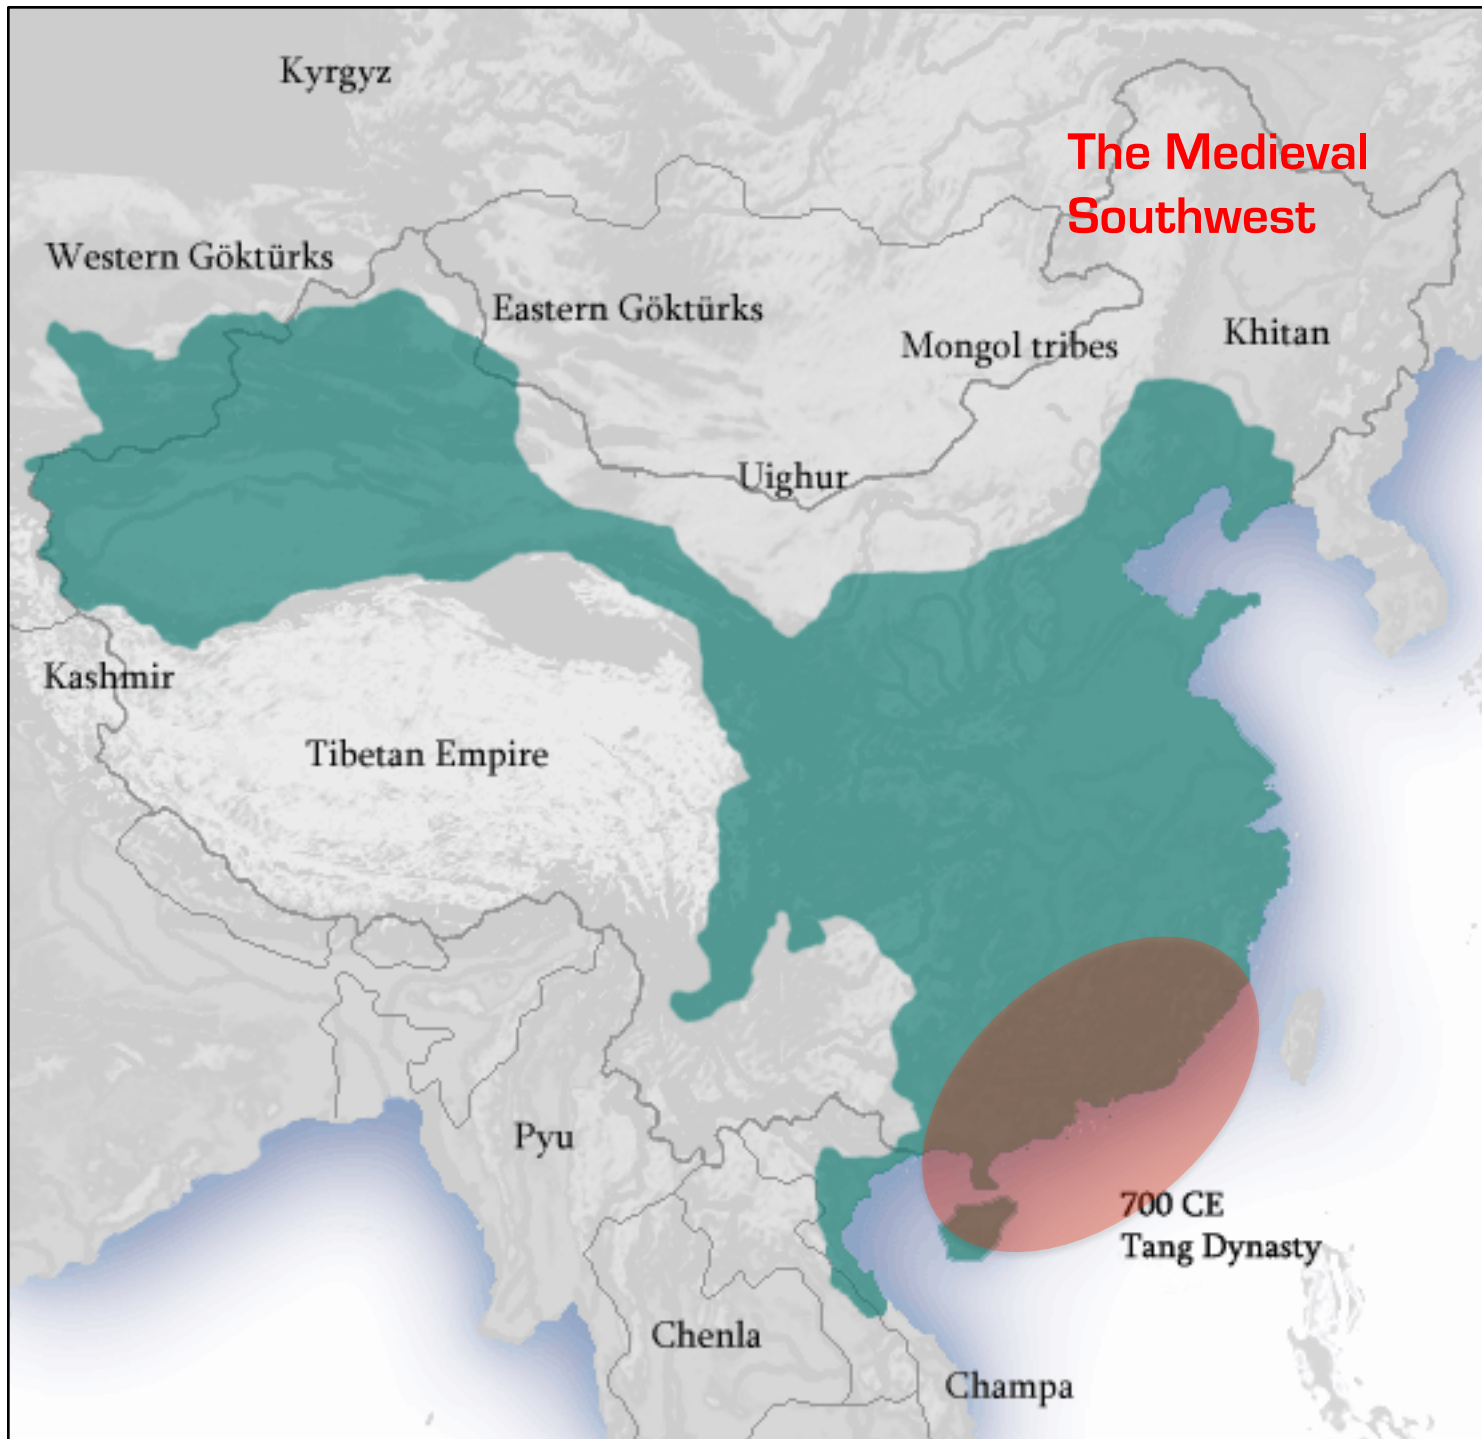 Kyrgyz
The Medieval
Southwest
Western Göktürks
Eastern Göktürks
Mongol tribes
Khitan
Uighur
Kashmir
Tibetan Empire
Pyu
700 CE
Tang Dynasty
Chenla
Champa